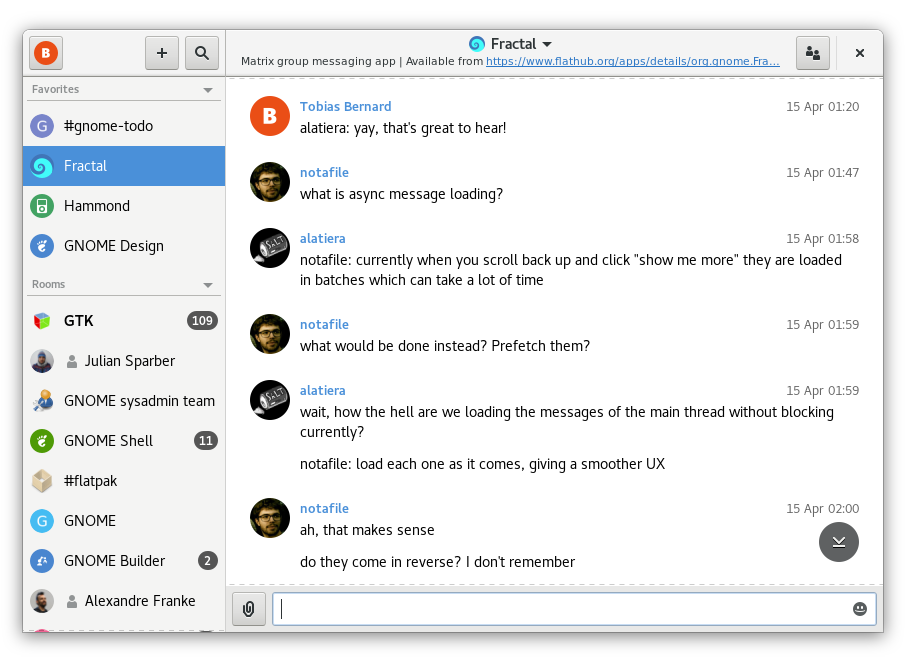 B
Fractal
Matrix group messaging app | Available from https://www.flathub.org/apps/details/org.gnome.Fra...
Favorites
G #gnome-todo
Fractal
Hammond
GNOME Design
Rooms
GTK 109
Julian Sparber
GNOME sysadmin team
GNOME Shell 11
#flatpak
G GNOME
GNOME Builder 2
Alexandre Franke
B
Tobias Bernard 15 Apr 01:20
alatiera: yay, that's great to hear!
notafile 15 Apr 01:47
what is async message loading?
SALT
alatiera 15 Apr 01:58
notafile: currently when you scroll back up and click "show me more" they are loaded
in batches which can take a lot of time
notafile 15 Apr 01:59
what would be done instead? Prefetch them?
SALT
alatiera 15 Apr 01:59
wait, how the hell are we loading the messages of the main thread without blocking
currently?
notafile: load each one as it comes, giving a smoother UX
notafile 15 Apr 02:00
ah, that makes sense
do they come in reverse? I don't remember